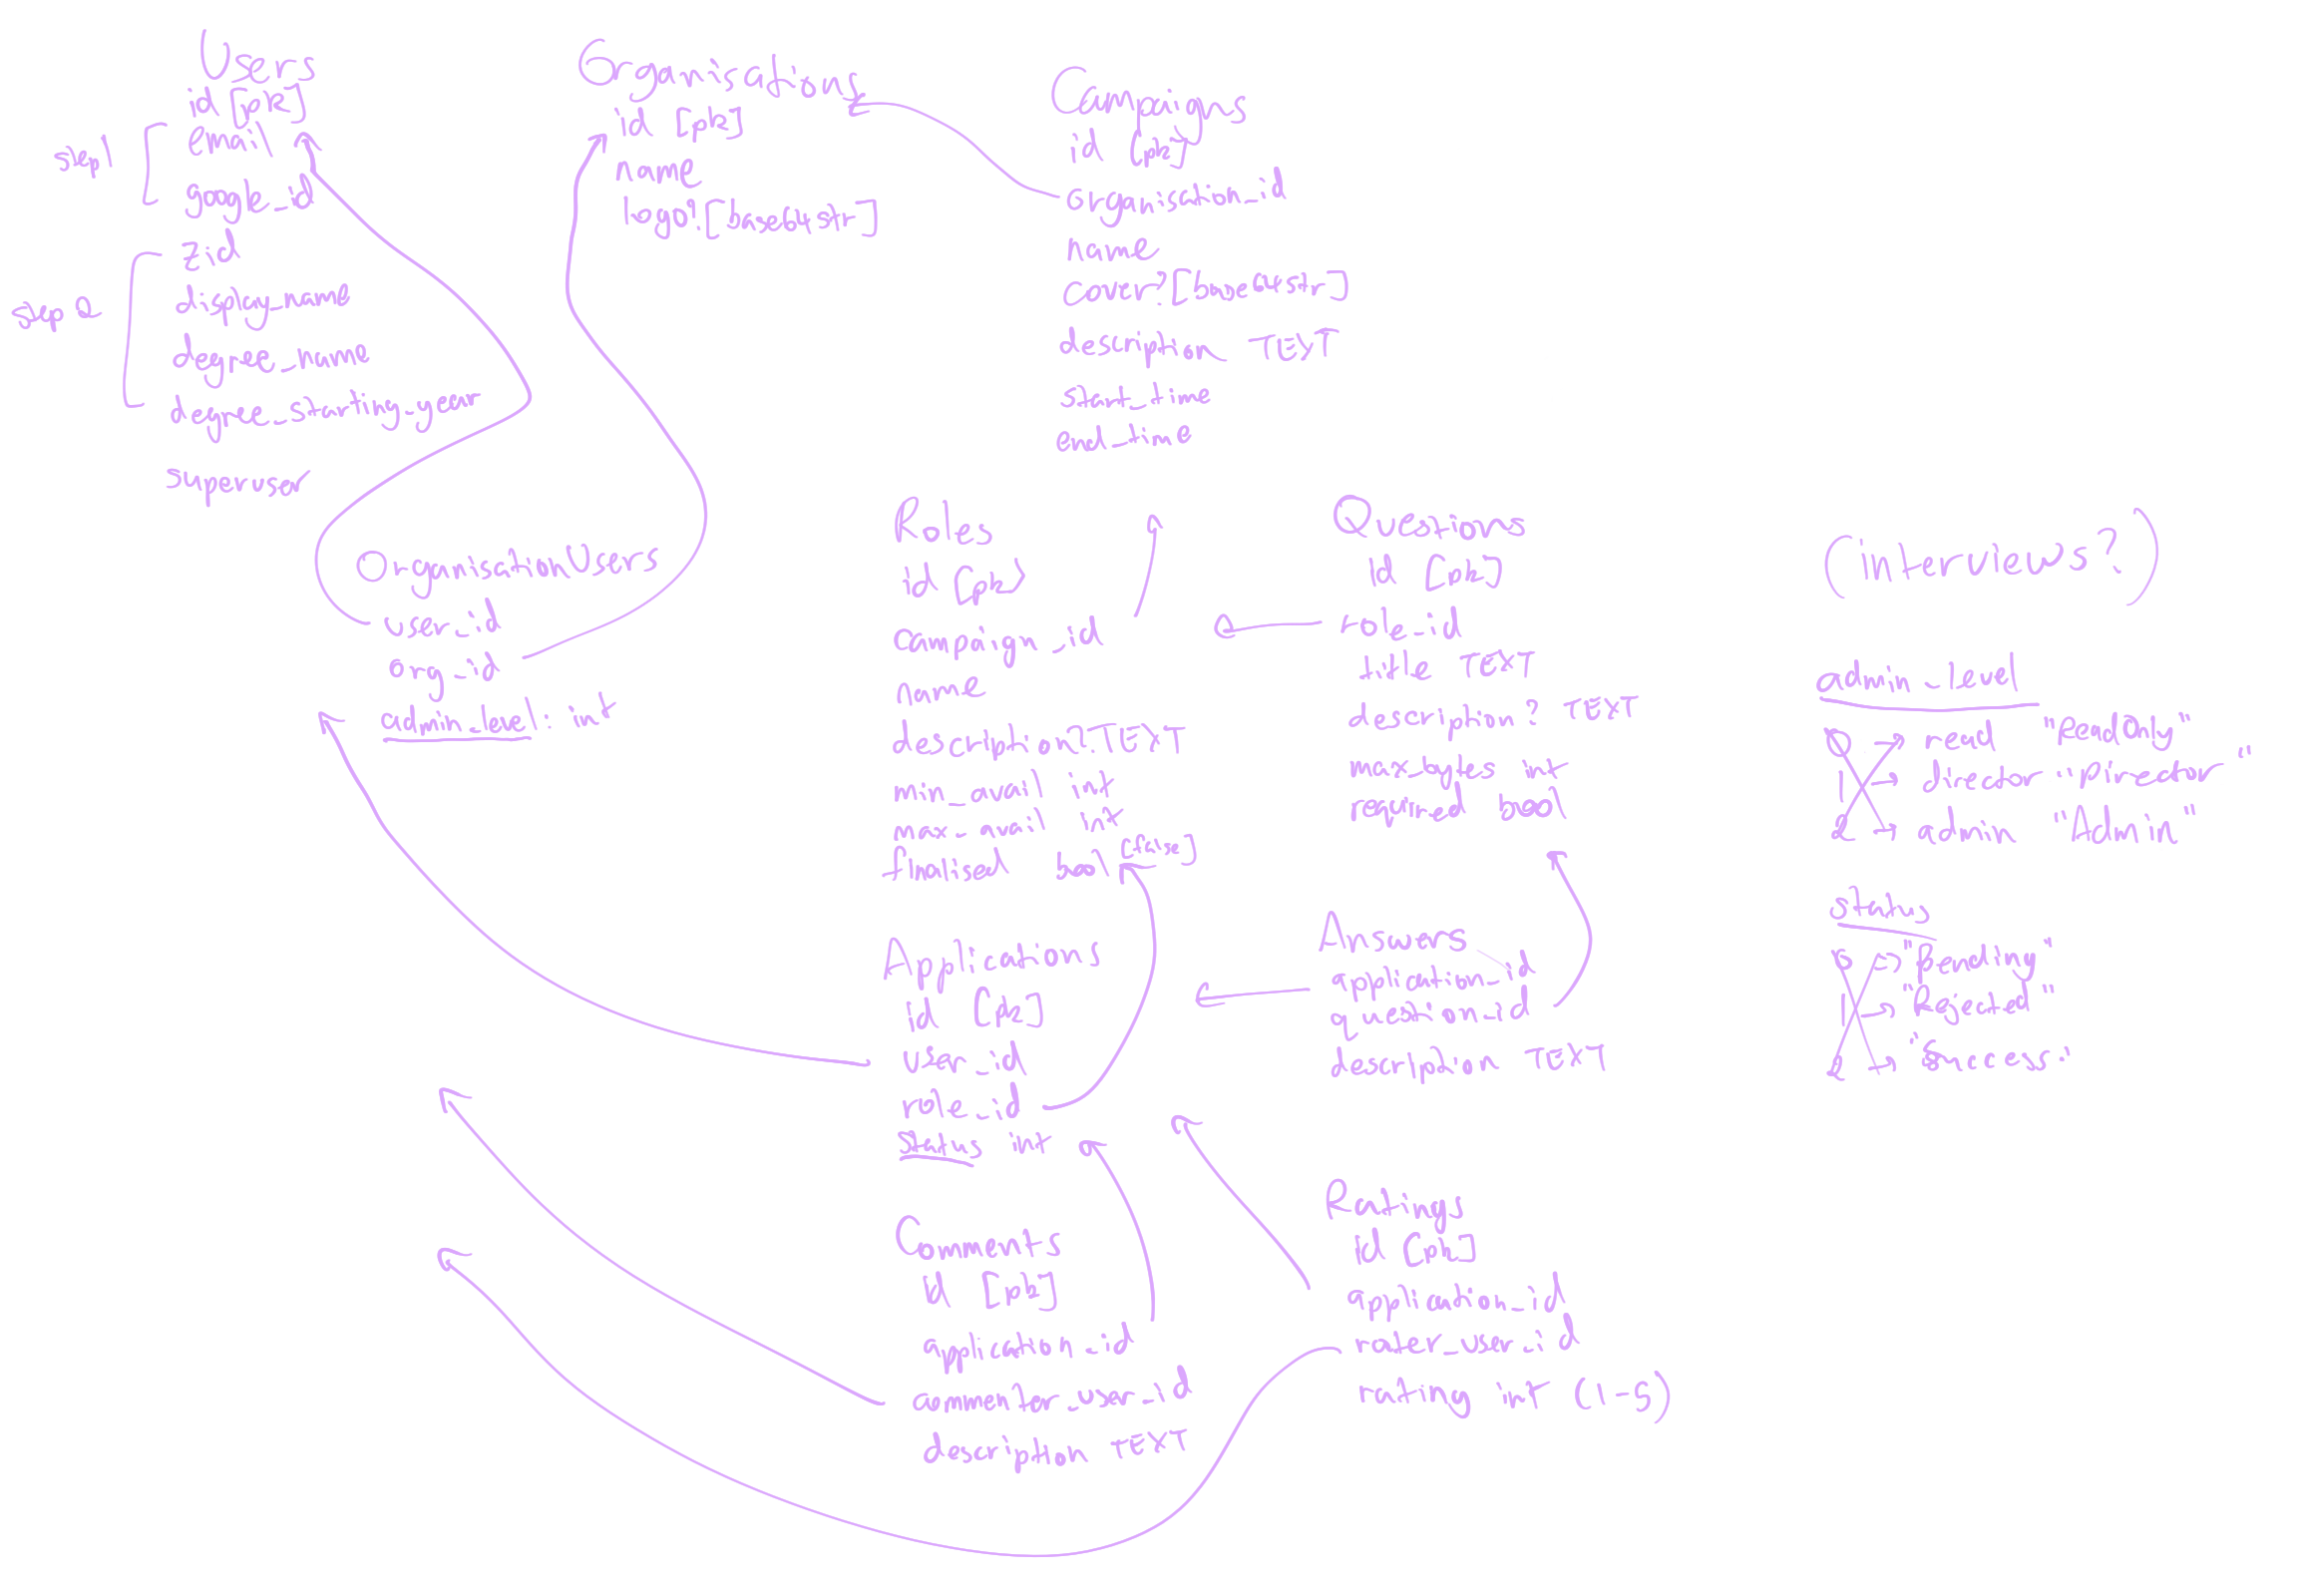 Users
id [pk]
step 1
email
google_id
step 2
zid
display_name
degree_name
degree_starting_year
superuser
Organisations
id [pk]
name
logo?[base64str]
Campaigns
id [pk]
organisation_id
name
cover?[base64str]
description TEXT
start_time
end_time
OrganisationUsers
user_id
org_id
admin_level: int
Roles
id [pk]
campaign_id
name
description?:TEXT
min_avail int
max_avail int
finalised bool [false]
Questions
id [pk]
role_id
title TEXT
description? TEXT
max_bytes int
required bool
(interviews?)
admin_level
0 → read "ReadOnly"
1 → director "Director"
2 → admin "Admin"
status
0 → "Pending"
1 → "Rejected"
2 → "Success"
Applications
id [pk]
user_id
role_id
status int
Answers
application_id
question_id
description TEXT
Comments
id [pk]
application_id
commenter_user_id
description TEXT
Ratings
id [pk]
application_id
rater_user_id
rating int (1-5)